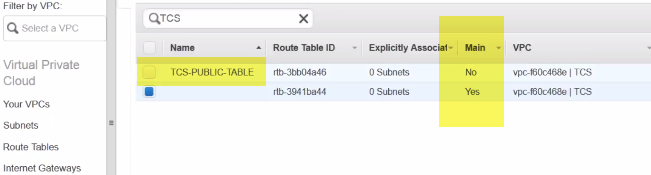 Filter by VPC:
Select a VPC
Virtual Private
Cloud
Your VPCs
Subnets
Route Tables
Internet Gateways
TCS
Name Route Table ID Explicitly Associat Main VPC
TCS-PUBLIC-TABLE rtb-3bb04a46 0 Subnets No vpc-f60c468e | TCS
rtb-3941ba44 0 Subnets Yes vpc-f60c468e | TCS